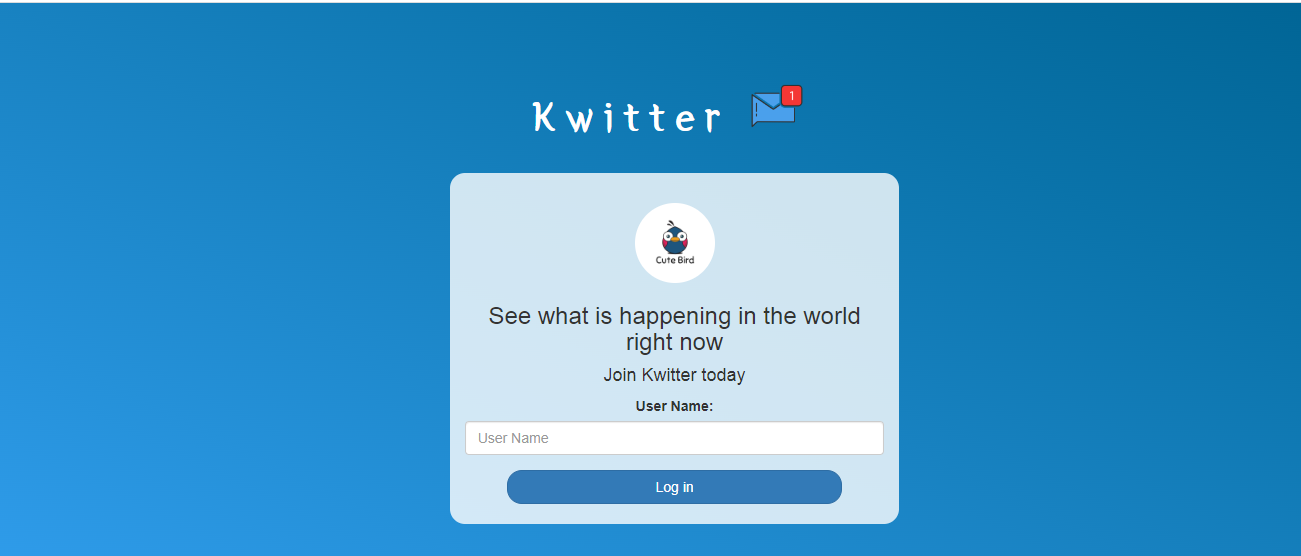 Kwitter
1
Cute Bird
See what is happening in the world
right now
Join Kwitter today
User Name:
User Name
Log in